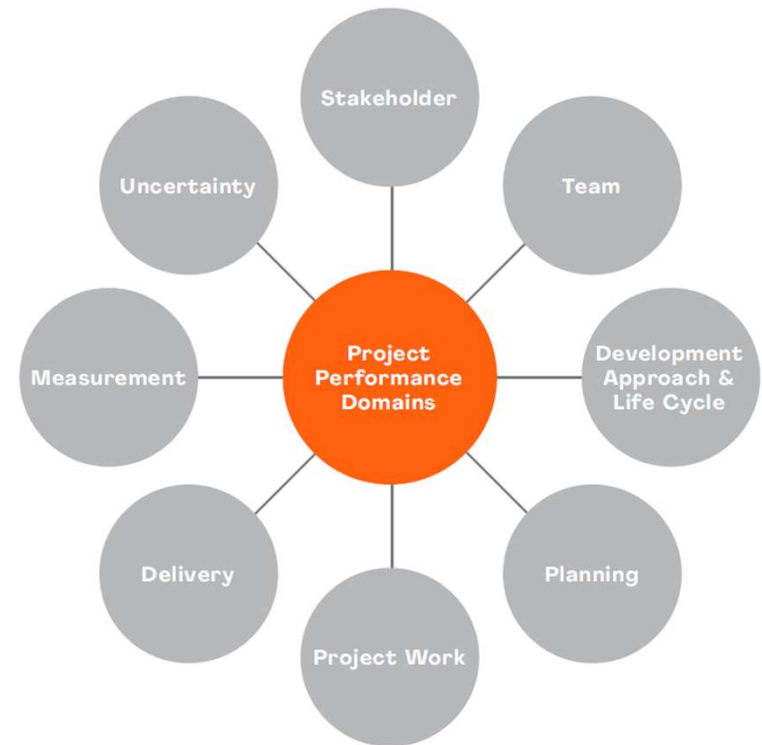 Stakeholder
Uncertainty
Team
Project
Performance
Domains
Measurement
Development
Approach &
Life Cycle
Delivery
Planning
Project Work